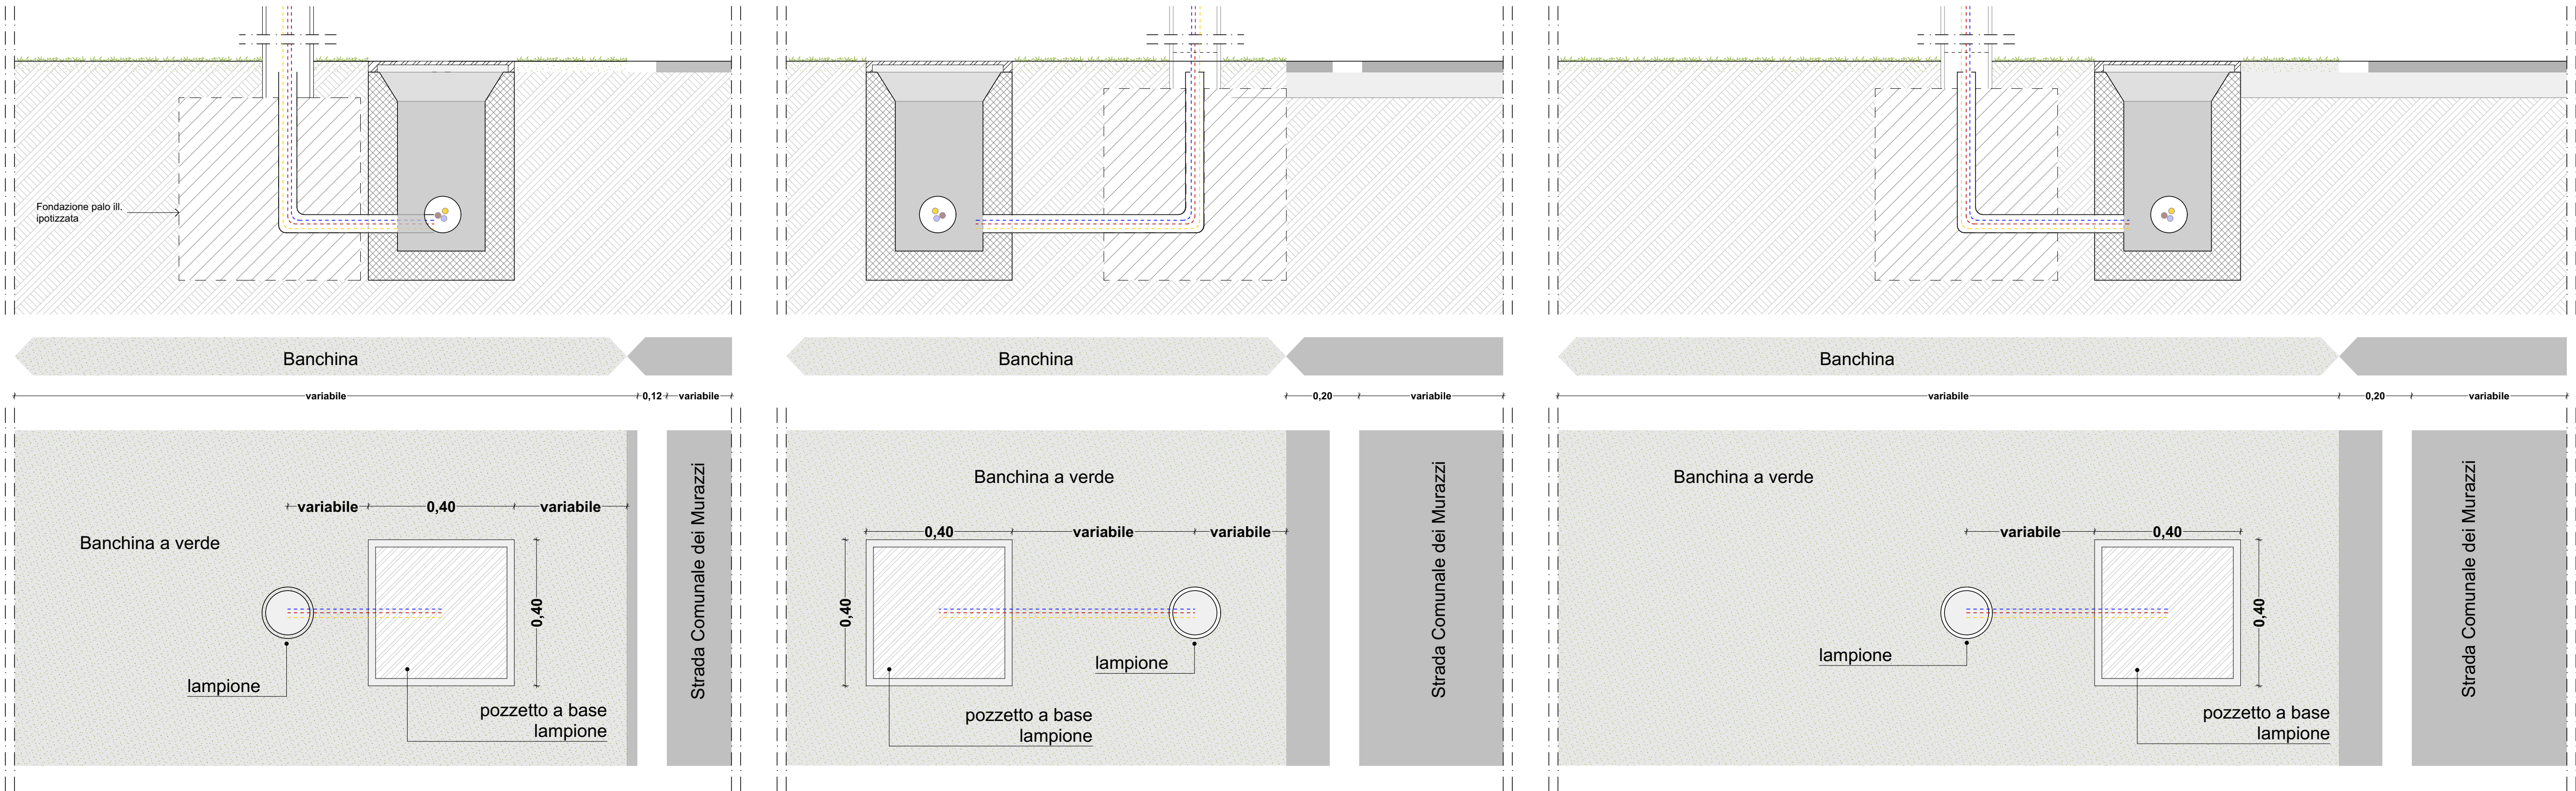 Fondazione palo ill.
ipotizzata
Banchina
Banchina
Banchina
variabile
0,12
variabile
0,20
variabile
variabile
0,20
variabile
variabile
0,40
variabile
Banchina a verde
0,40
lampione
pozzetto a base
lampione
Strada Comunale dei Murazzi
Banchina a verde
0,40
variabile
variabile
0,40
lampione
pozzetto a base
lampione
Strada Comunale dei Murazzi
Banchina a verde
variabile
0,40
0,40
lampione
pozzetto a base
lampione
Strada Comunale dei Murazzi